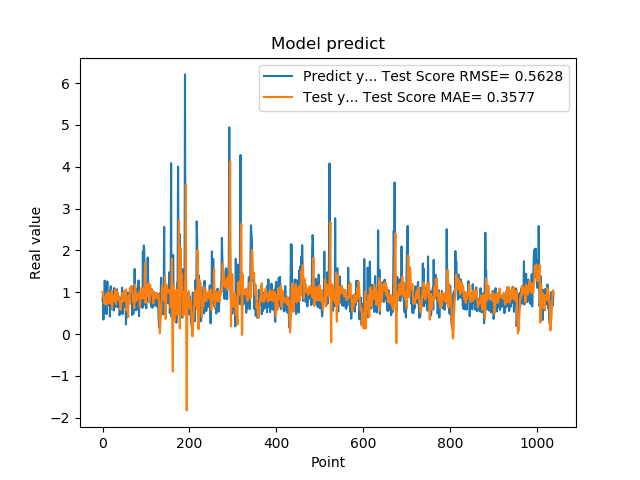 Model predict
Predict y... Test Score RMSE= 0.5628
Test y... Test Score MAE= 0.3577
Real value
6
5
4
3
2
1
0
−1
−2
0 200 400 600 800 1000
Point